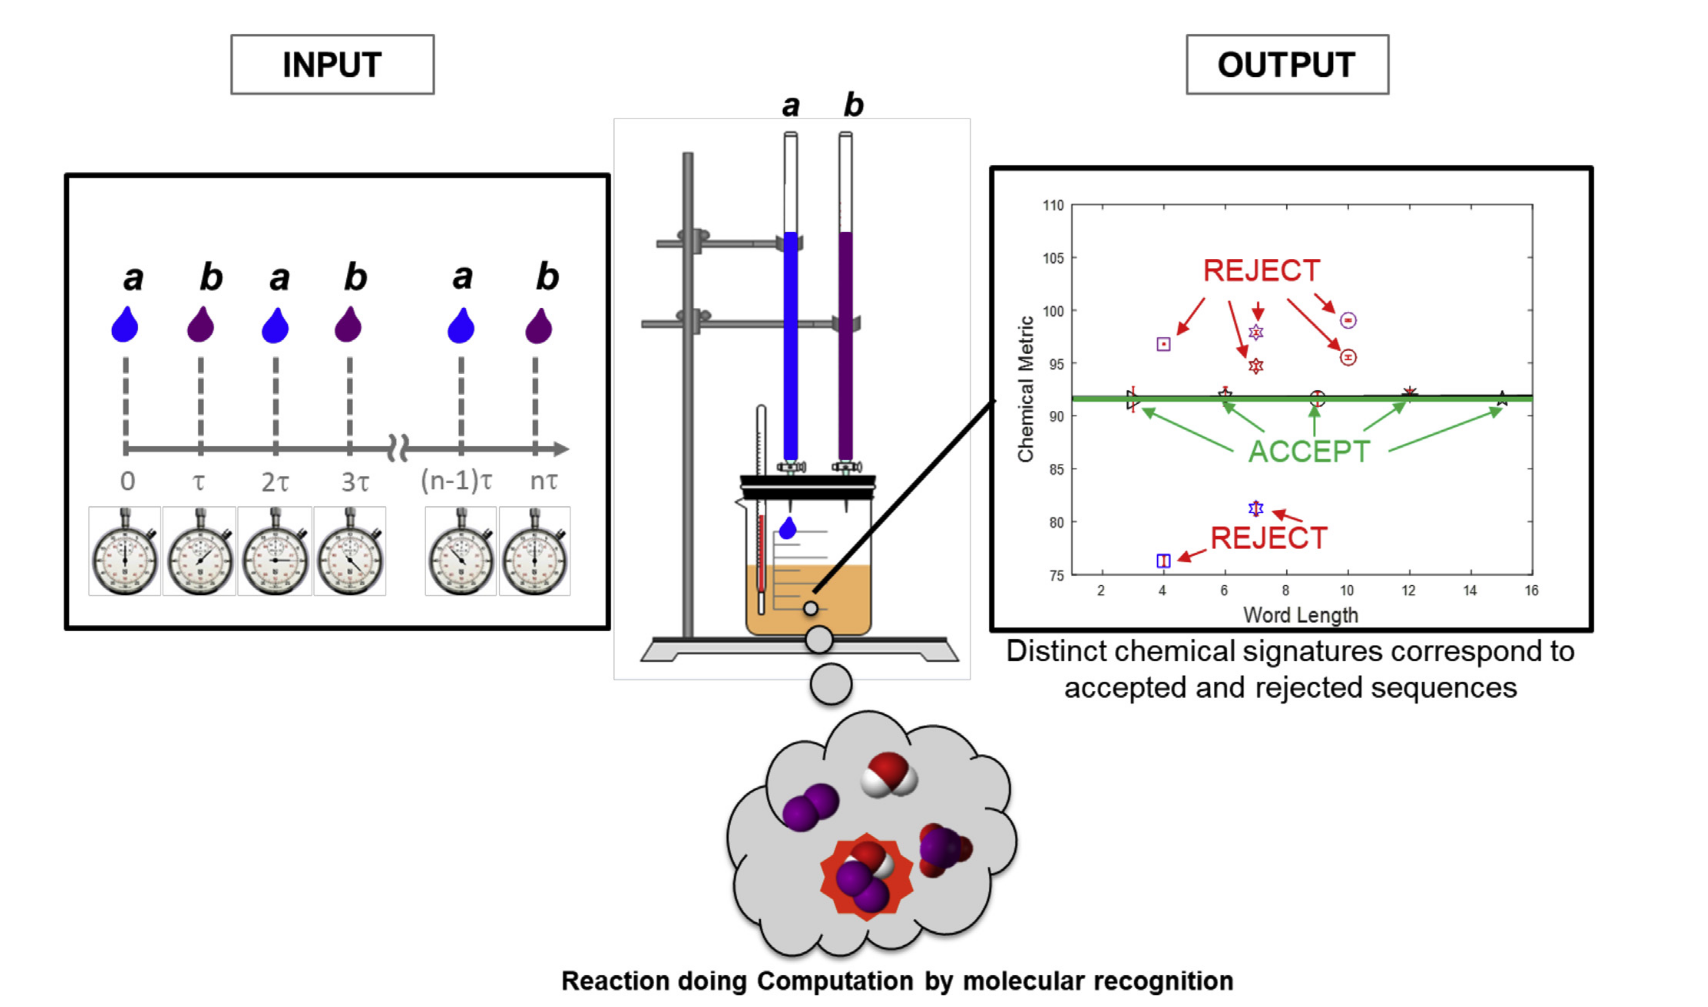 INPUT
a b a b a b
0 τ 2τ 3τ (n-1)τ nτ
a b
OUTPUT
110
105
100
95
90
85
80
75
Chemical Metric
REJECT
ACCEPT
REJECT
2 4 6 8 10 12 14 16
Word Length
Distinct chemical signatures correspond to
accepted and rejected sequences
Reaction doing Computation by molecular recognition